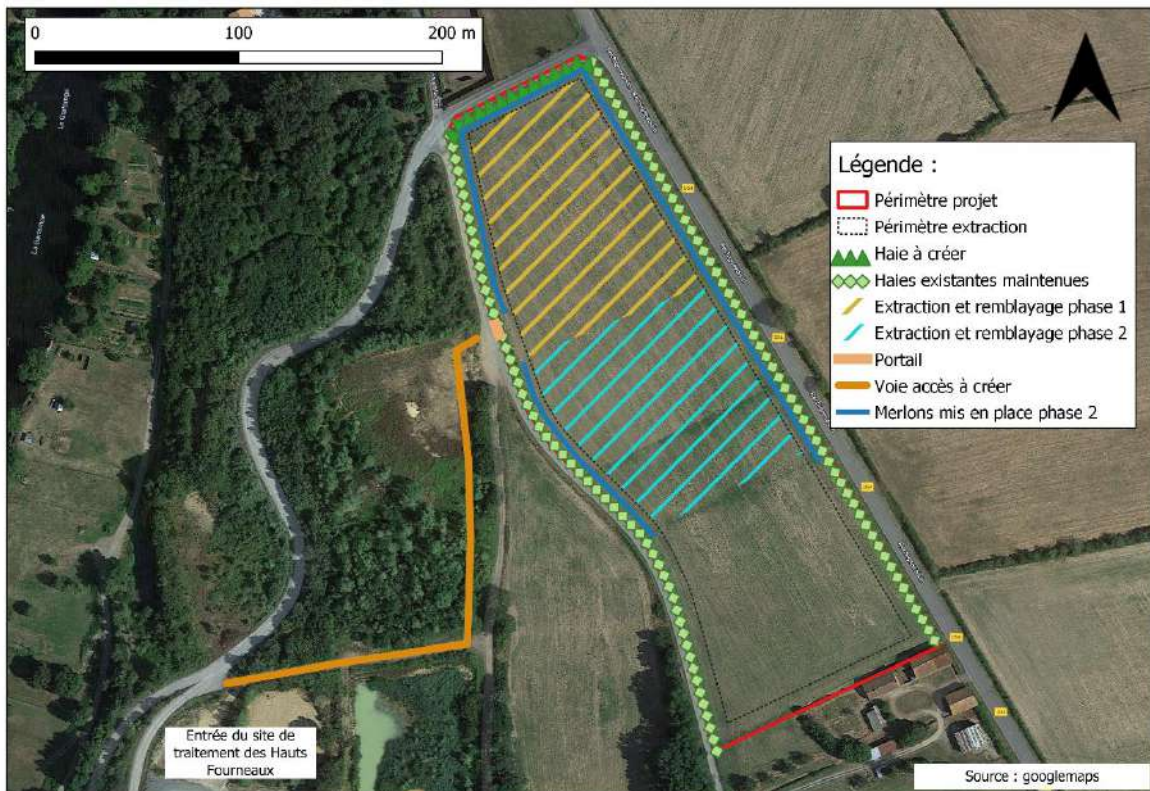 0 100 200 m
Légende :
Périmètre projet
Périmètre extraction
Haie à créer
Haies existantes maintenues
Extraction et remblayage phase 1
Extraction et remblayage phase 2
Portail
Voie accès à créer
Merlons mis en place phase 2
Entrée du site de
traitement des Hauts
Fourneaux
Source : googlemaps